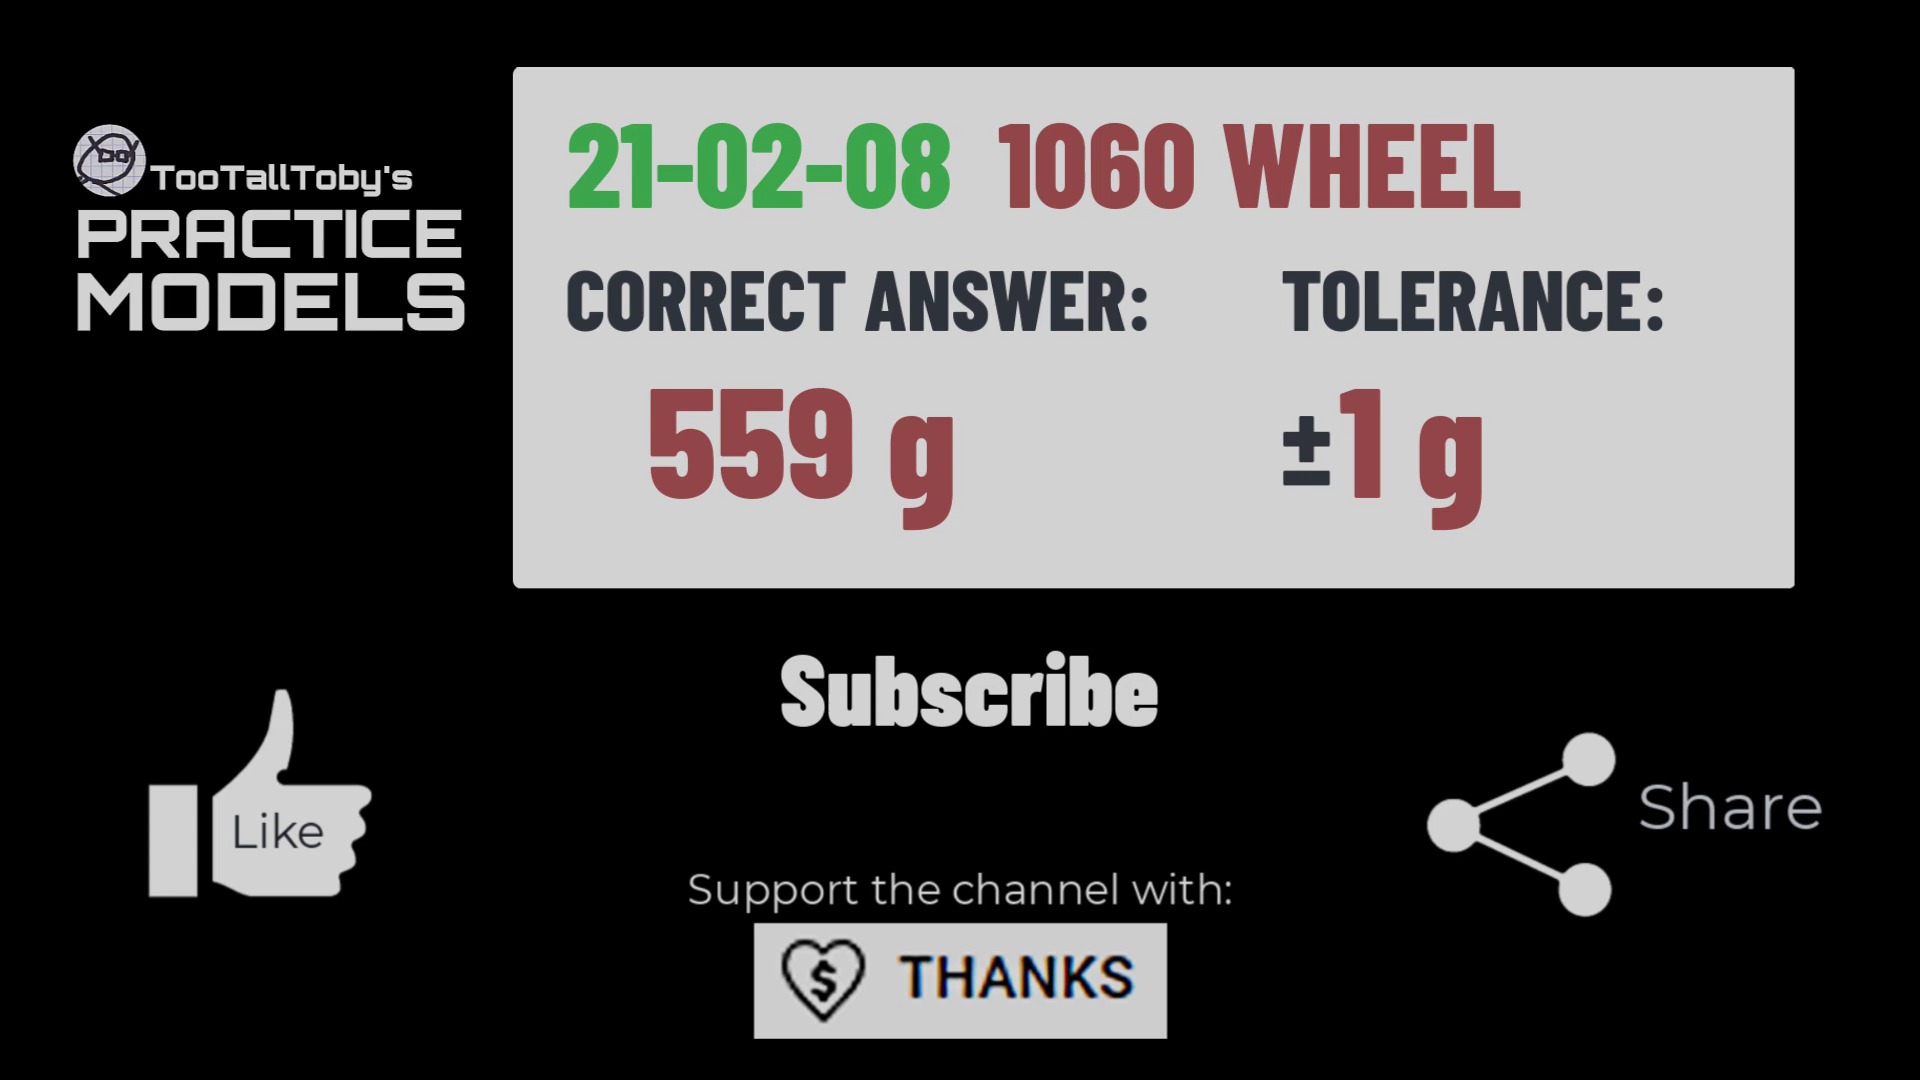 TooTallToby's
PRACTICE
MODELS
21-02-08 1060 WHEEL
CORRECT ANSWER: TOLERANCE:
559 g ±1 g
Subscribe
Like
Share
Support the channel with:
$ THANKS